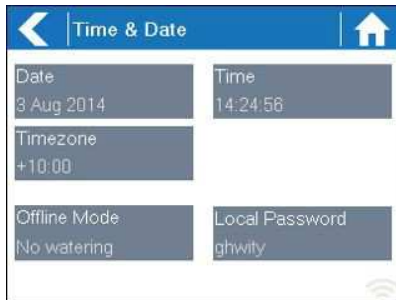 Time & Date
Date
3 Aug 2014
Time
14:24:56
Timezone
+10:00
Offline Mode
No watering
Local Password
ghwity